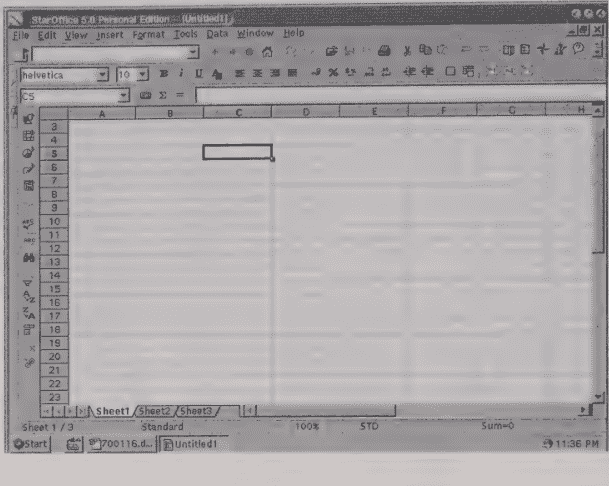 StarOffice 5.0 Personal Edition - [Untitled1]
File Edit View Insert Format Tools Data Window Help
helvetica 10 B i U A
C5 Σ =
A B C D E F G H
3
4
5
6
7
8
9
10
11
12
13
14
15
16
17
18
19
20
21
22
23
Sheet1 Sheet2 Sheet3
Sheet 1 / 3 Standard 100% STD Sum=0
Start 700116.d... Untitled1 11:36 PM